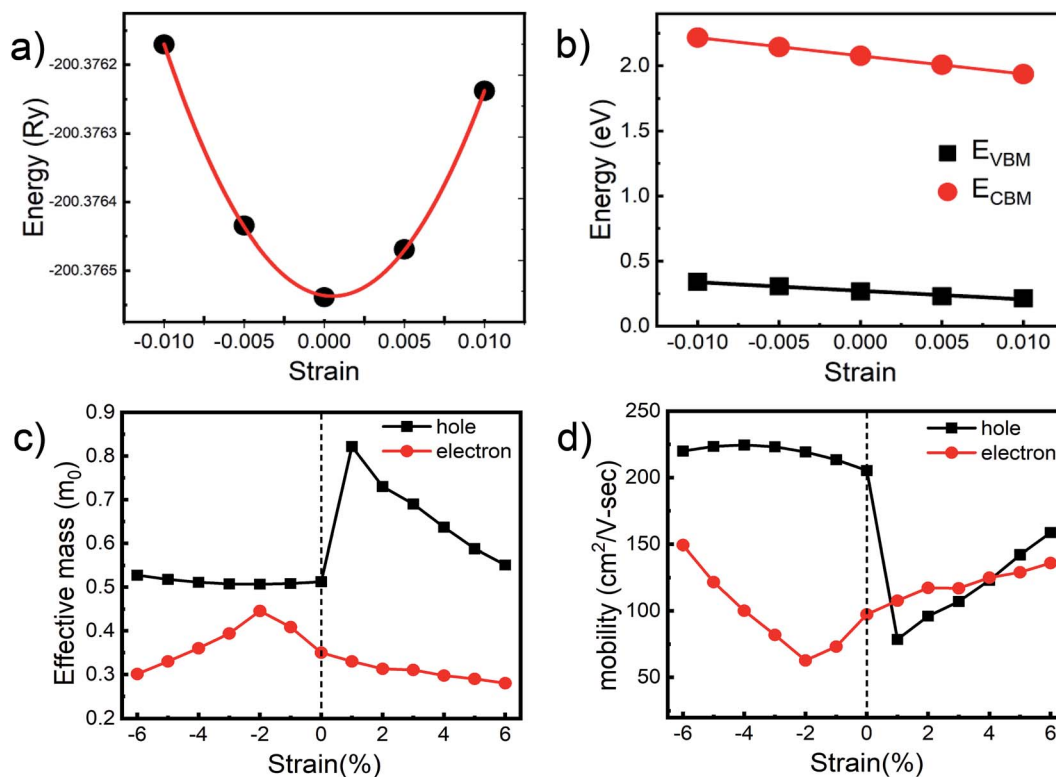 a)
Energy (Ry)
-200.3762
-200.3763
-200.3764
-200.3765
-0.010 -0.005 0.000 0.005 0.010
Strain
b)
Energy (eV)
2.0
1.5
1.0
0.5
0.0
E_VBM
E_CBM
-0.010 -0.005 0.000 0.005 0.010
Strain
c)
Effective mass (m₀)
0.9
0.8
0.7
0.6
0.5
0.4
0.3
0.2
hole
electron
-6 -4 -2 0 2 4 6
Strain(%)
d)
mobility (cm²/V-sec)
250
200
150
100
50
hole
electron
-6 -4 -2 0 2 4 6
Strain(%)